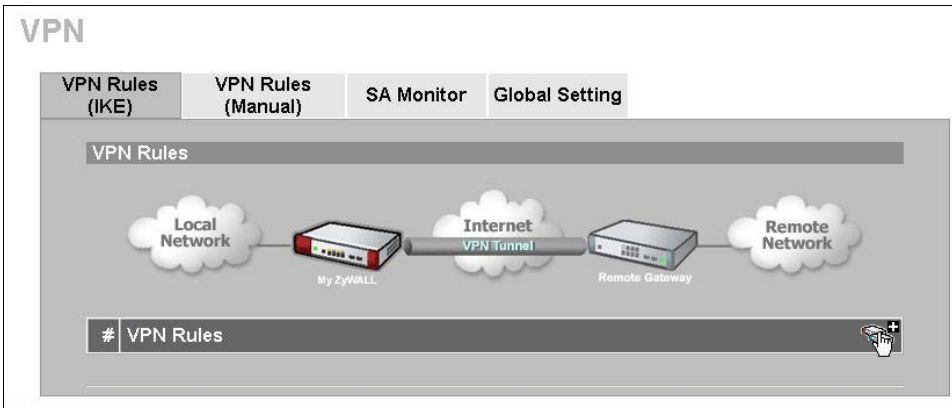 VPN
VPN Rules
(IKE)
VPN Rules
(Manual)
SA Monitor
Global Setting
VPN Rules
Local
Network
Internet
VPN Tunnel
Remote
Network
My ZyWALL
Remote Gateway
# VPN Rules